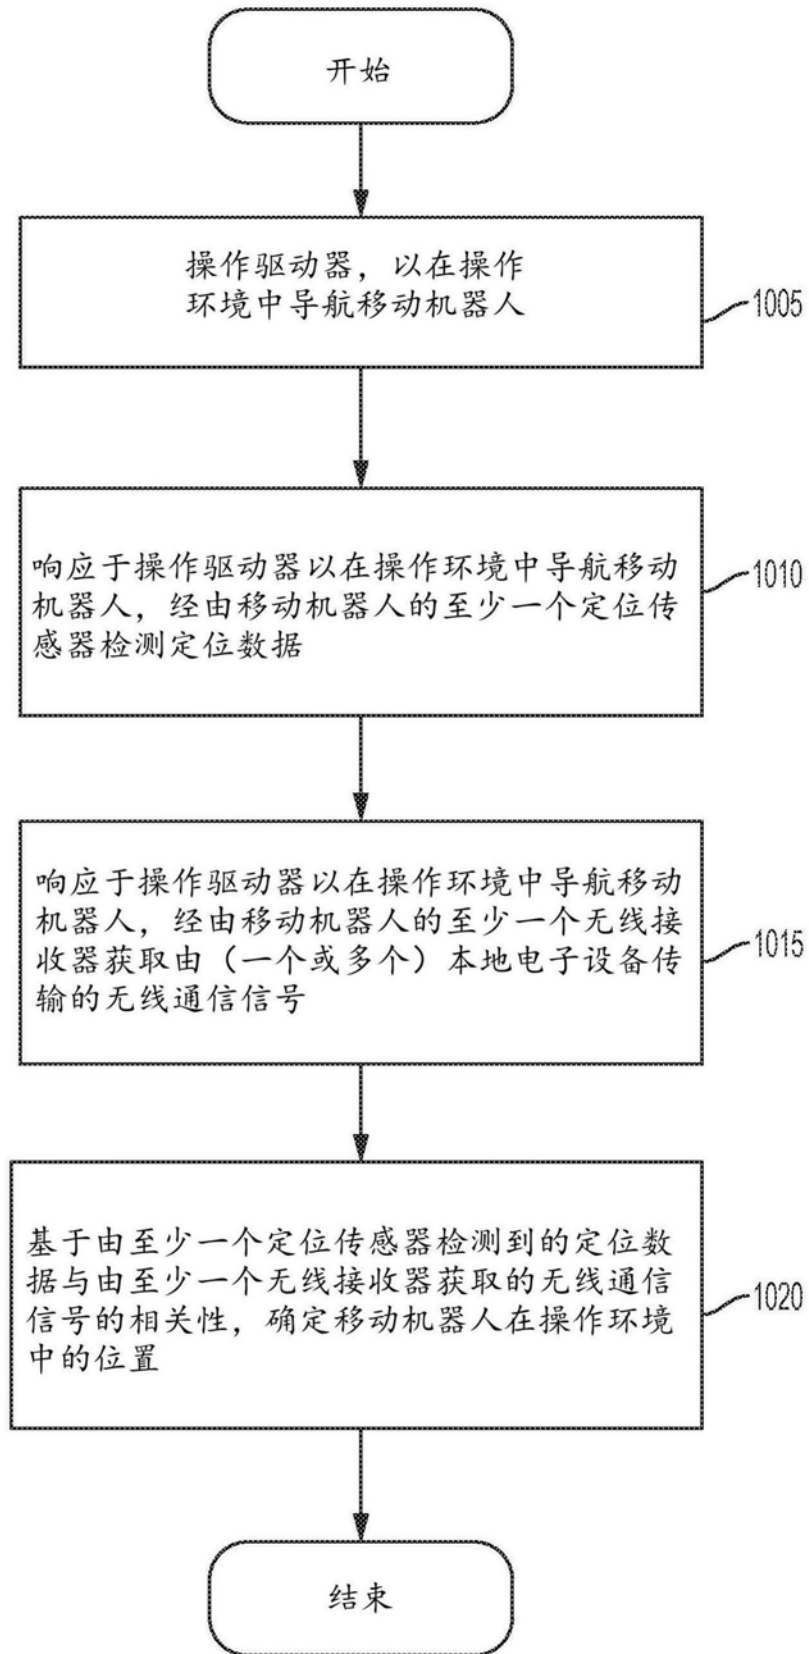 开始
操作驱动器，以在操作
环境中导航移动机器人
1005
响应于操作驱动器以在操作环境中导航移动
机器人，经由移动机器人的至少一个定位传
感器检测定位数据
1010
响应于操作驱动器以在操作环境中导航移动
机器人，经由移动机器人的至少一个无线接
收器获取由（一个或多个）本地电子设备传
输的无线通信信号
1015
基于由至少一个定位传感器检测到的定位数
据与由至少一个无线接收器获取的无线通信
信号的相关性，确定移动机器人在操作环境
中的位置
1020
结束